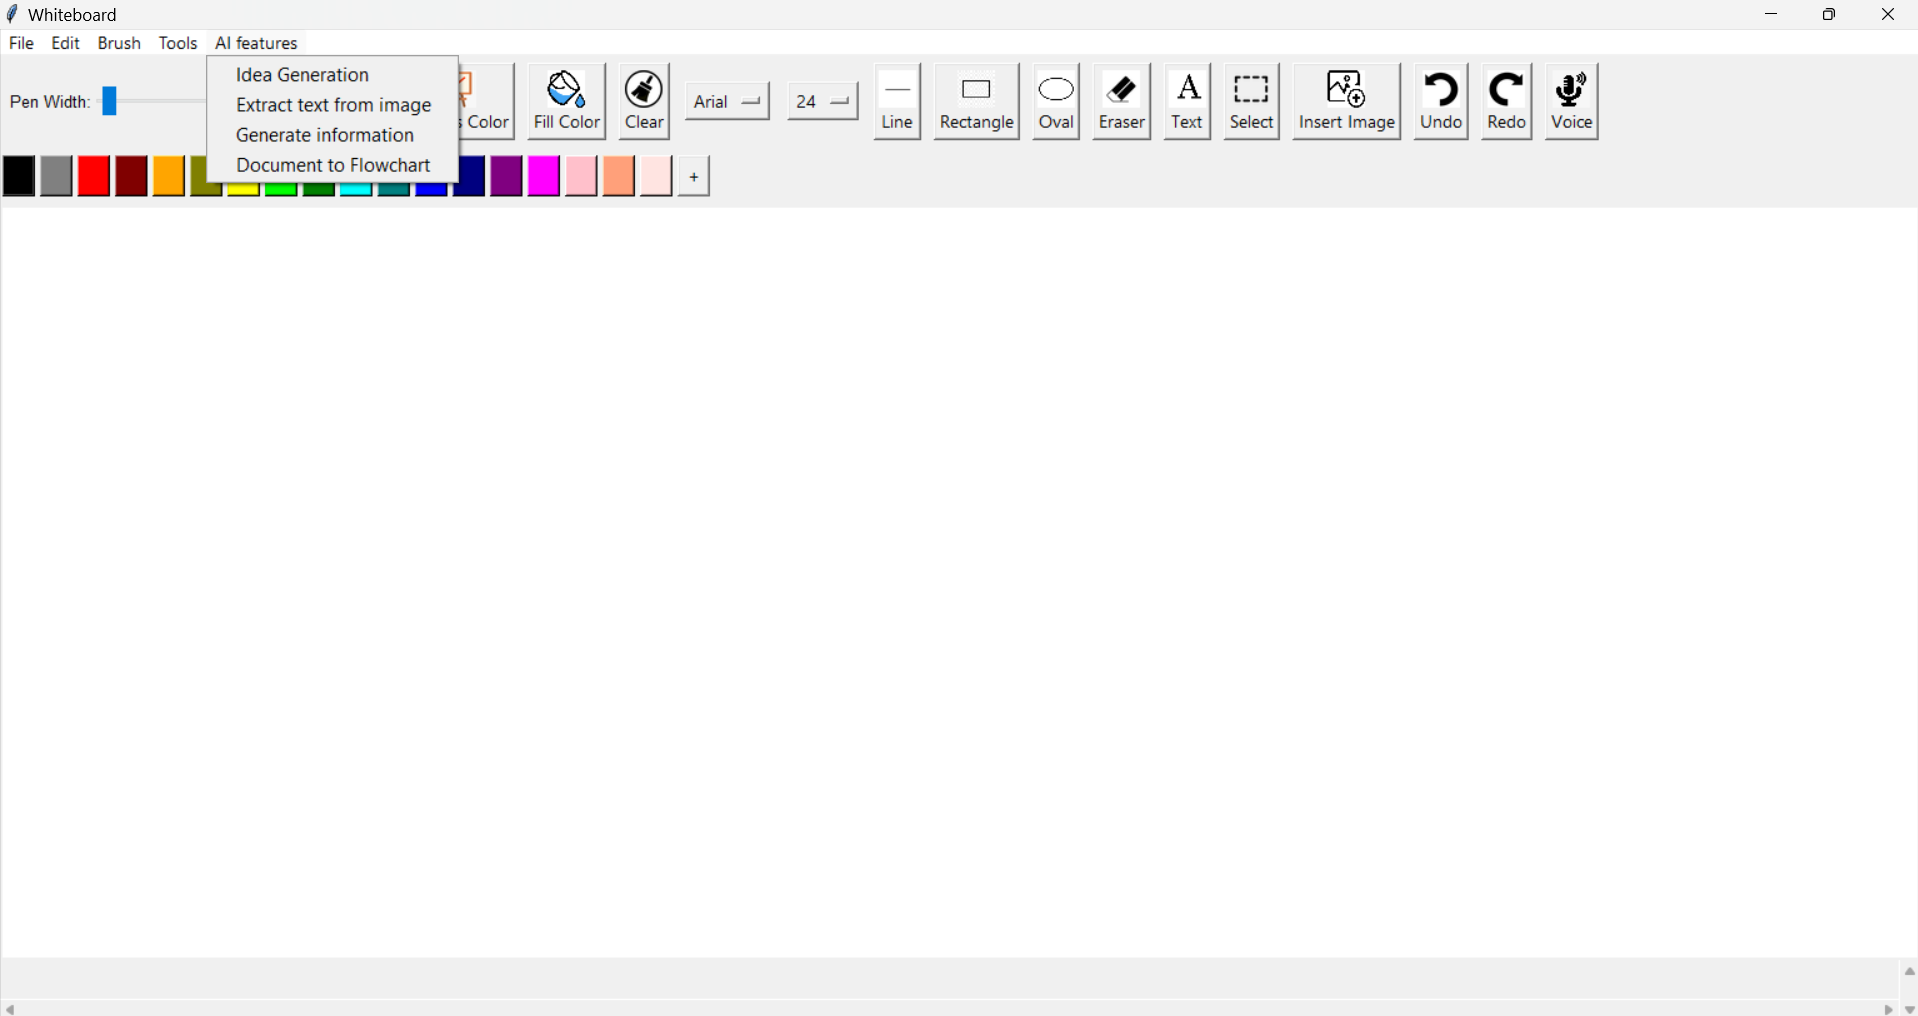 Whiteboard
File Edit Brush Tools AI features
Idea Generation
Extract text from image
Generate information
Document to Flowchart
Pen Width: Color Fill Color Clear Arial 24 Line Rectangle Oval Eraser Text Select Insert Image Undo Redo Voice
+